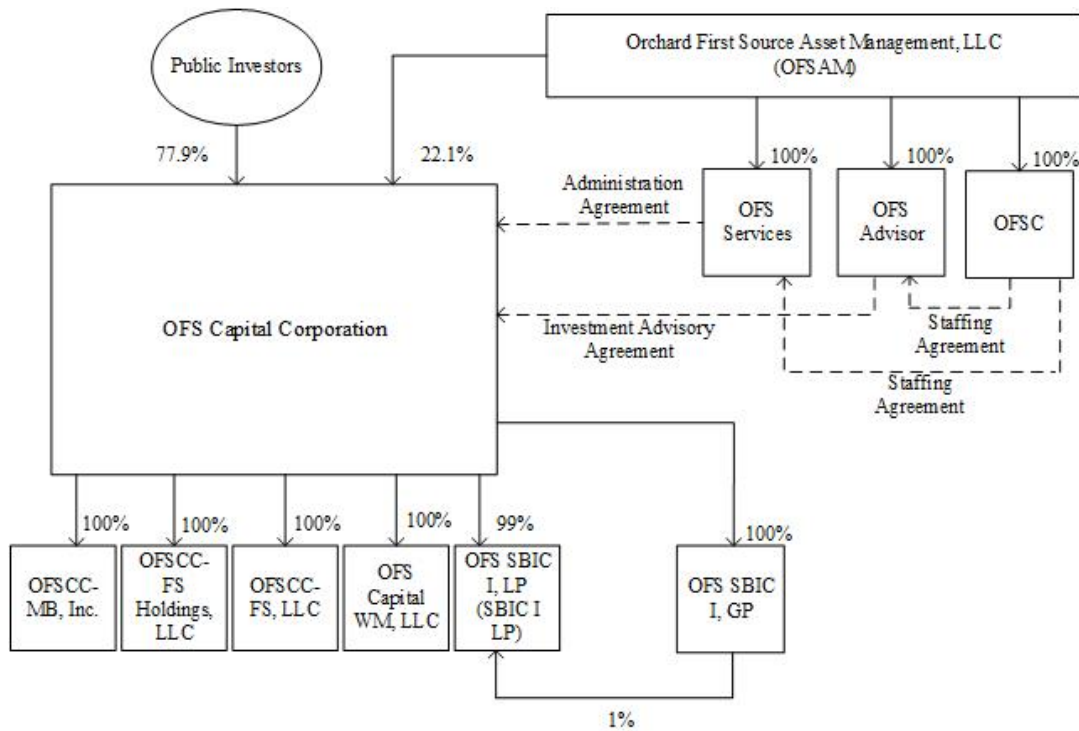 Public Investors
Orchard First Source Asset Management, LLC
(OFSAM)
77.9%
22.1%
100%
100%
100%
Administration
Agreement
OFS
Services
OFS
Advisor
OFSC
OFS Capital Corporation
Investment Advisory
Agreement
Staffing
Agreement
Staffing
Agreement
100%
100%
100%
100%
99%
100%
OFSCC-
MB, Inc.
OFSCC-
FS
Holdings,
LLC
OFSCC-
FS, LLC
OFS
Capital
WM, LLC
OFS SBIC
I, LP
(SBIC I
LP)
OFS SBIC
I, GP
1%